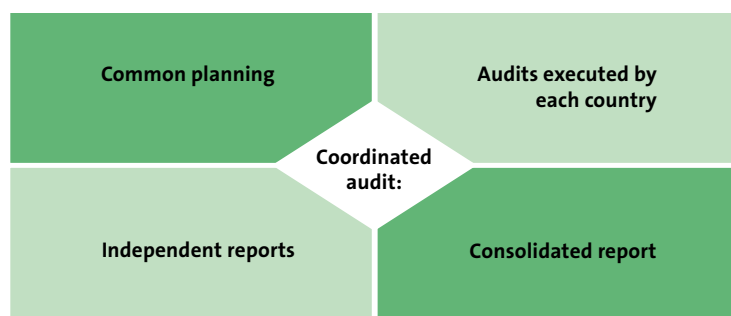 Common planning
Audits executed by
each country
Coordinated
audit:
Independent reports
Consolidated report